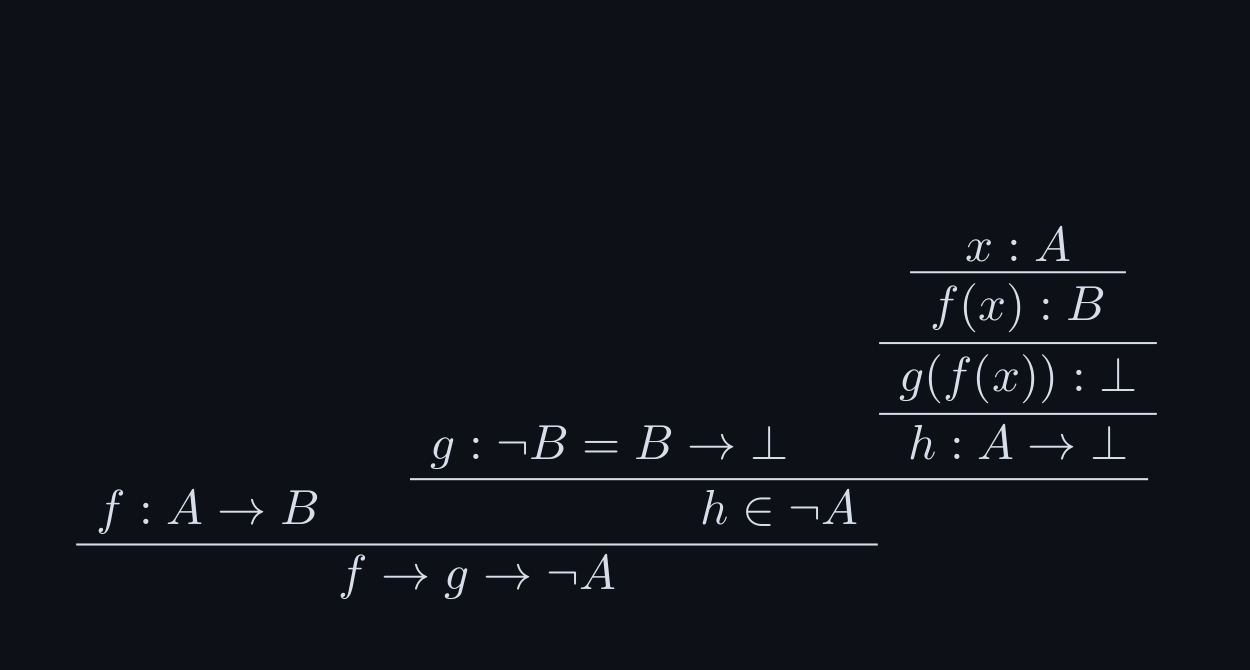 x : A
f(x) : B
g(f(x)) : ⊥
g : ¬B = B → ⊥ h : A → ⊥
f : A → B h ∈ ¬A
f → g → ¬A